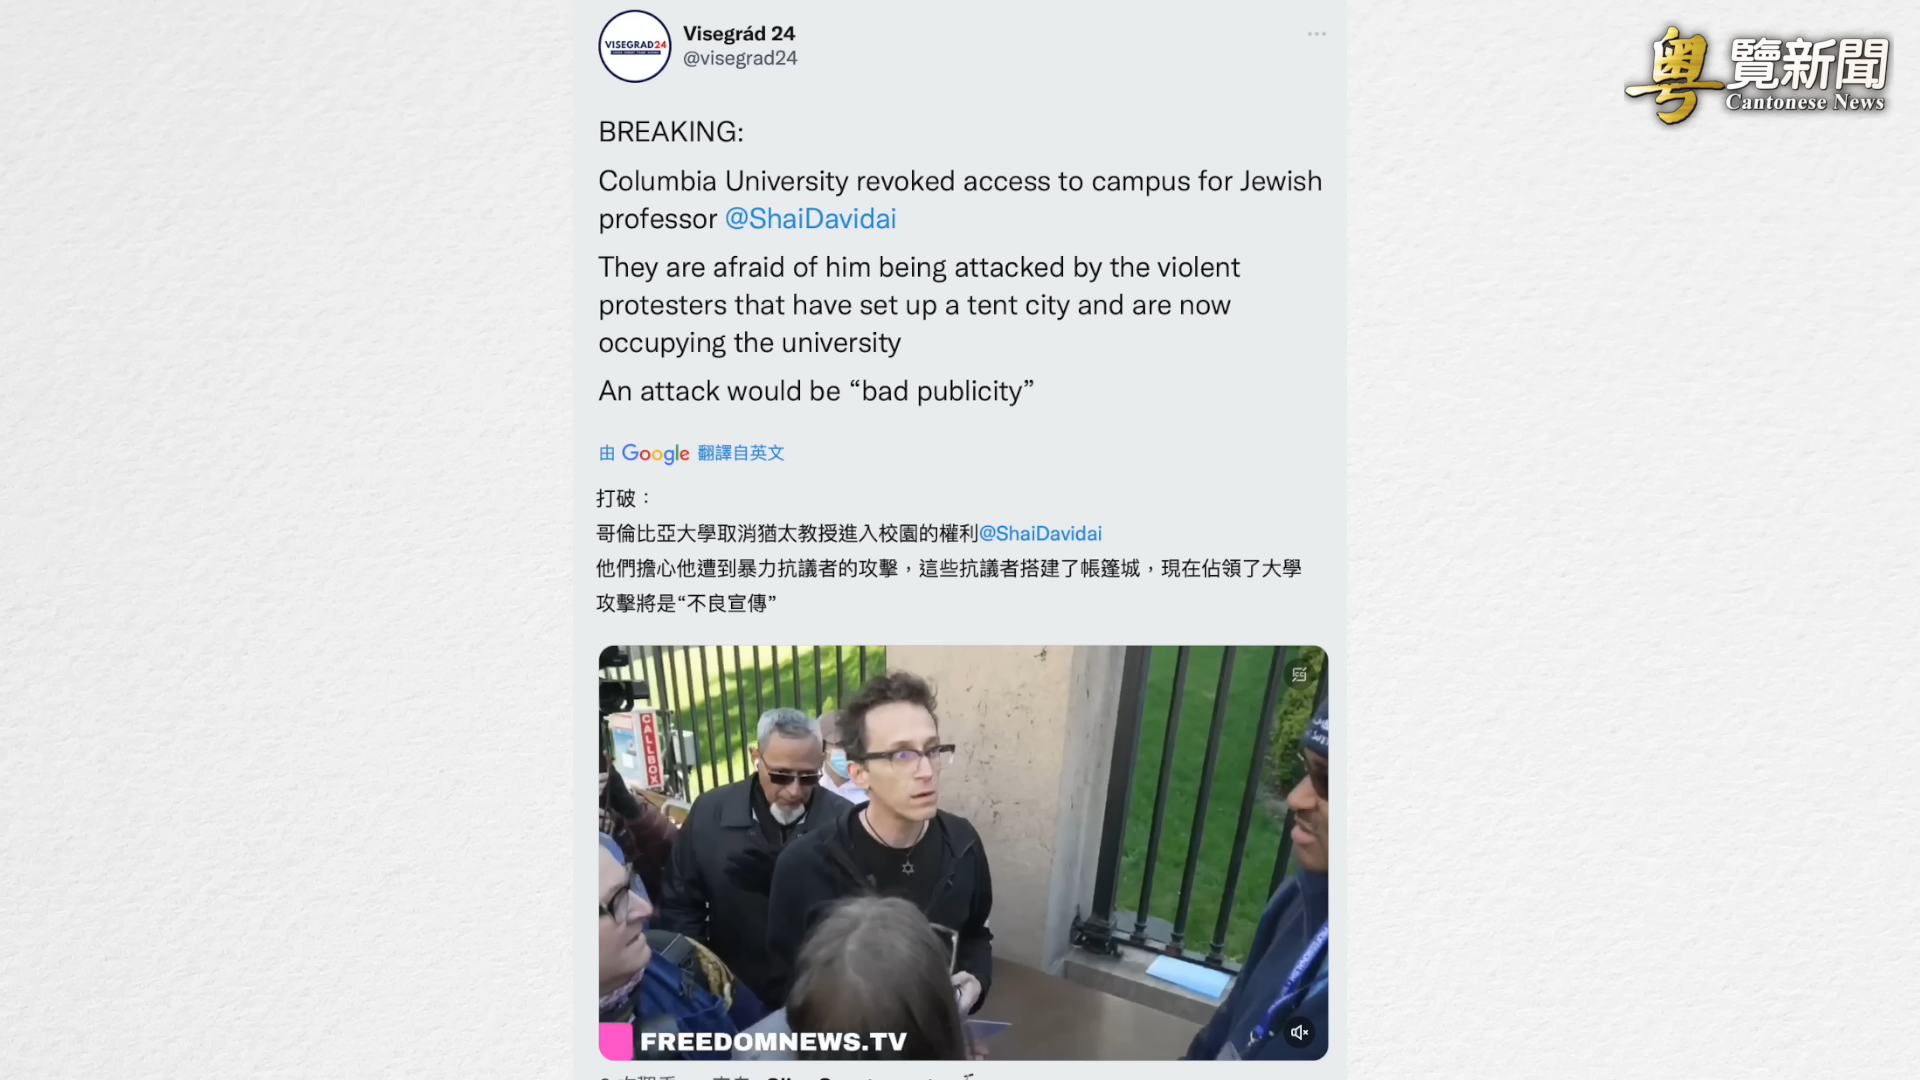 VISEGRAD24
Visegrád 24
@visegrad24
粵覽新聞
Cantonese News
BREAKING:
Columbia University revoked access to campus for Jewish
professor @ShaiDavidai
They are afraid of him being attacked by the violent
protesters that have set up a tent city and are now
occupying the university
An attack would be “bad publicity”
由 Google 翻譯自英文
打破：
哥倫比亞大學取消猶太教授進入校園的權利@ShaiDavidai
他們擔心他遭到暴力抗議者的攻擊，這些抗議者搭建了帳篷城，現在佔領了大學
攻擊將是“不良宣傳”
CALLBOX
FREEDOMNEWS.TV